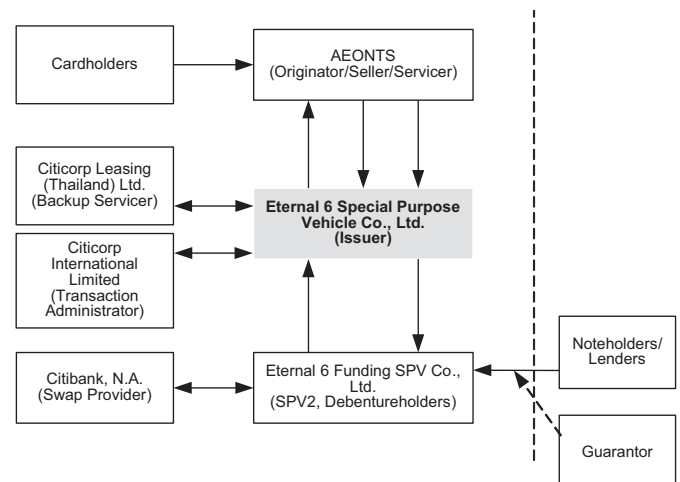 Cardholders
AEONTS
(Originator/Seller/Servicer)
Citicorp Leasing
(Thailand) Ltd.
(Backup Servicer)
Eternal 6 Special Purpose
Vehicle Co., Ltd.
(Issuer)
Citicorp
International
Limited
(Transaction
Administrator)
Citibank, N.A.
(Swap Provider)
Eternal 6 Funding SPV Co.,
Ltd.
(SPV2, Debentureholders)
Noteholders/
Lenders
Guarantor